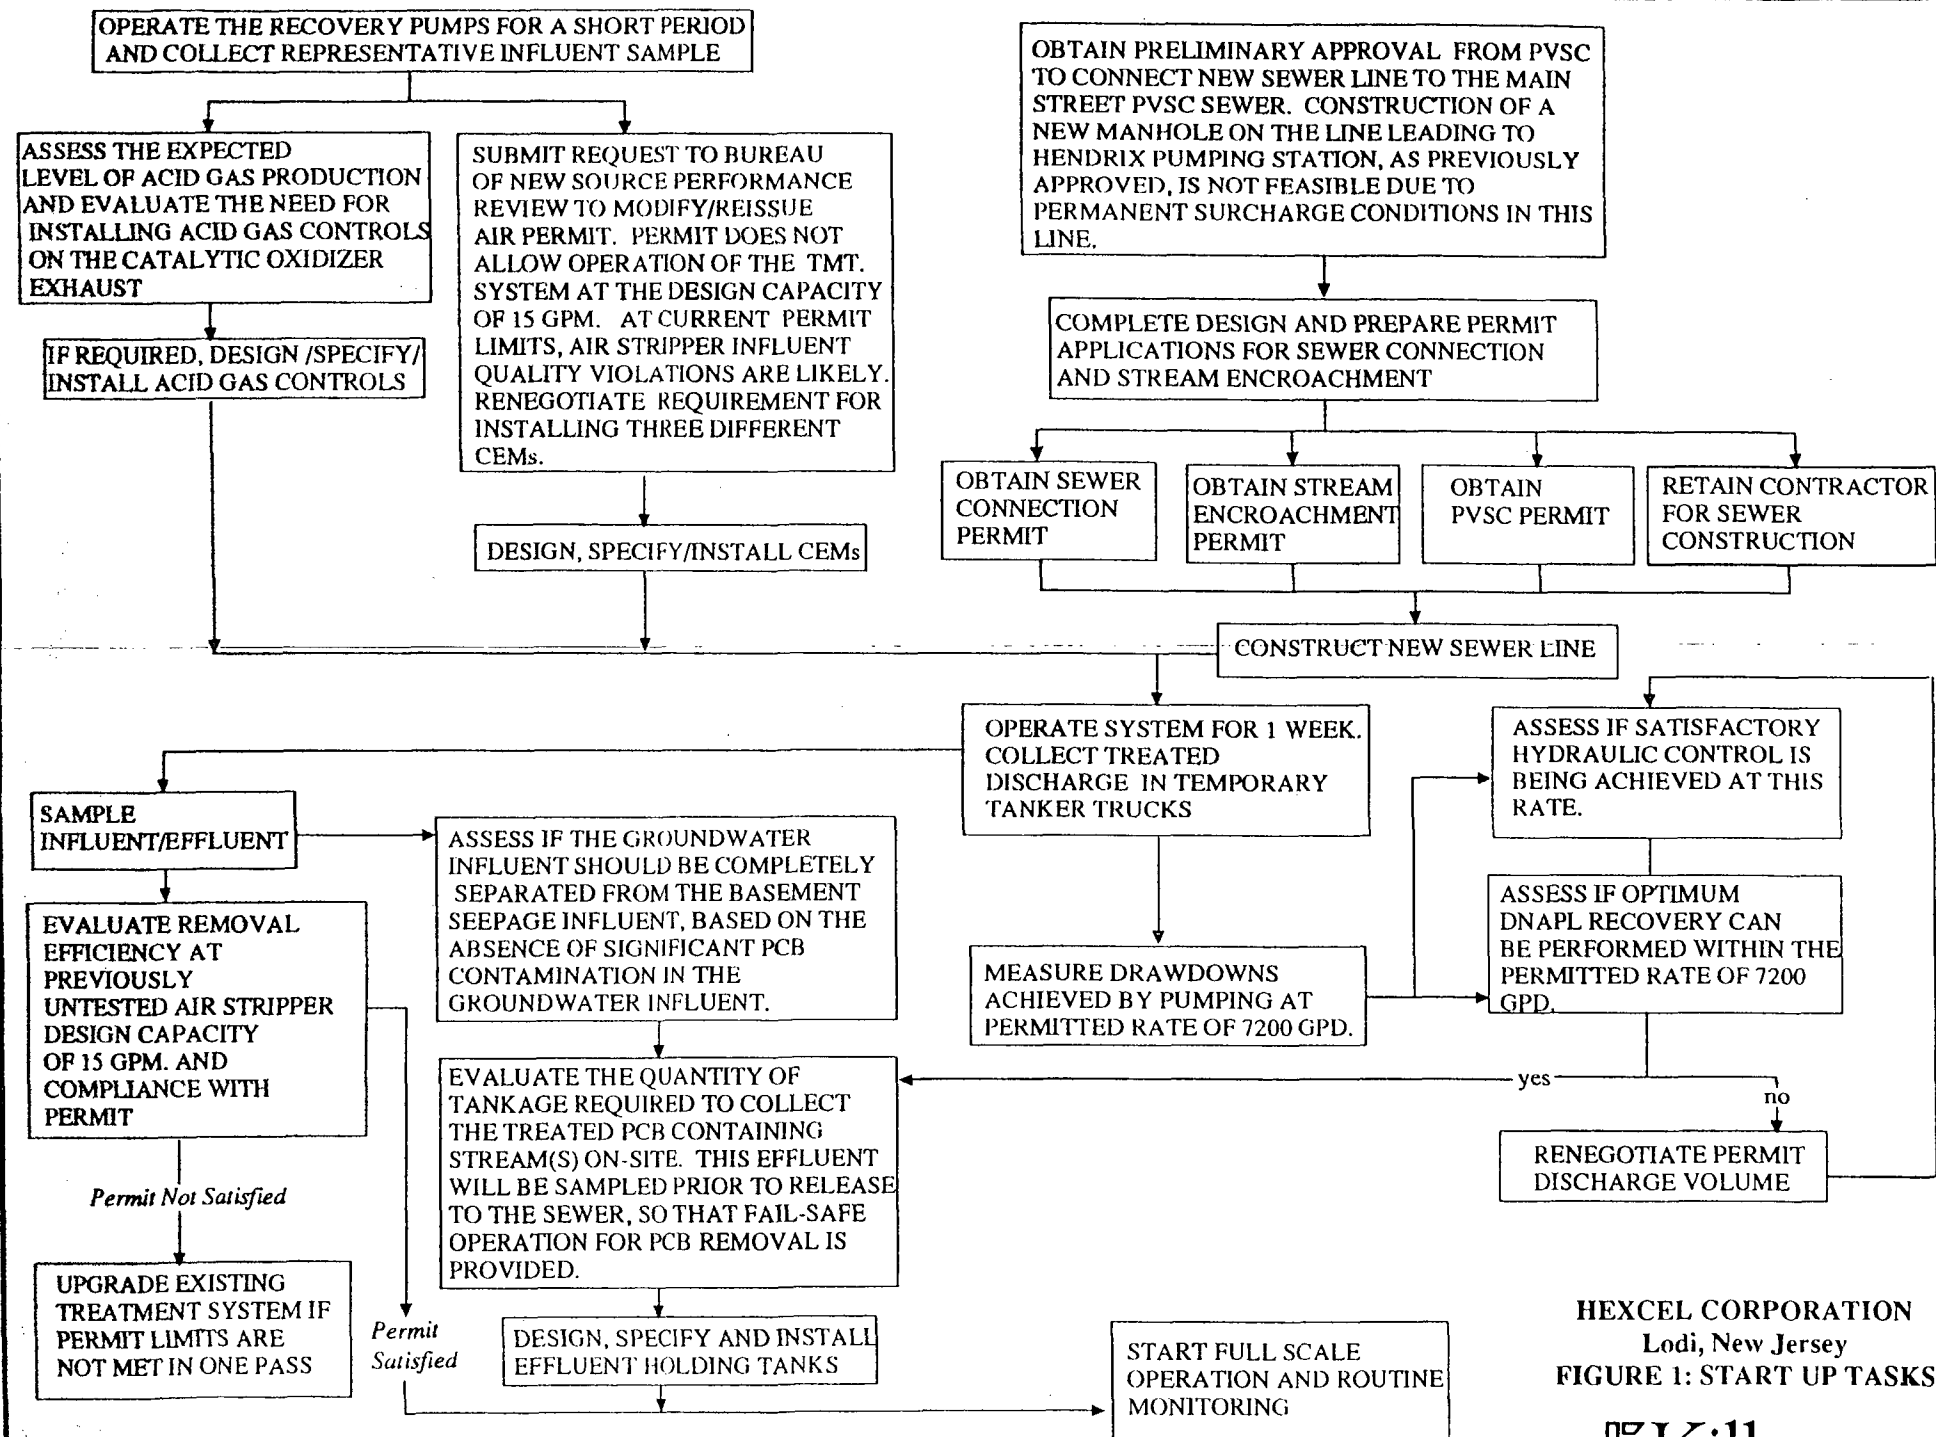 OPERATE THE RECOVERY PUMPS FOR A SHORT PERIOD
AND COLLECT REPRESENTATIVE INFLUENT SAMPLE
ASSESS THE EXPECTED
LEVEL OF ACID GAS PRODUCTION
AND EVALUATE THE NEED FOR
INSTALLING ACID GAS CONTROLS
ON THE CATALYTIC OXIDIZER
EXHAUST
IF REQUIRED, DESIGN /SPECIFY/
INSTALL ACID GAS CONTROLS
SUBMIT REQUEST TO BUREAU
OF NEW SOURCE PERFORMANCE
REVIEW TO MODIFY/REISSUE
AIR PERMIT. PERMIT DOES NOT
ALLOW OPERATION OF THE TMT.
SYSTEM AT THE DESIGN CAPACITY
OF 15 GPM. AT CURRENT PERMIT
LIMITS, AIR STRIPPER INFLUENT
QUALITY VIOLATIONS ARE LIKELY.
RENEGOTIATE REQUIREMENT FOR
INSTALLING THREE DIFFERENT
CEMs.
DESIGN, SPECIFY/INSTALL CEMs
OBTAIN PRELIMINARY APPROVAL FROM PVSC
TO CONNECT NEW SEWER LINE TO THE MAIN
STREET PVSC SEWER. CONSTRUCTION OF A
NEW MANHOLE ON THE LINE LEADING TO
HENDRIX PUMPING STATION, AS PREVIOUSLY
APPROVED, IS NOT FEASIBLE DUE TO
PERMANENT SURCHARGE CONDITIONS IN THIS
LINE.
COMPLETE DESIGN AND PREPARE PERMIT
APPLICATIONS FOR SEWER CONNECTION
AND STREAM ENCROACHMENT
OBTAIN SEWER
CONNECTION
PERMIT
OBTAIN STREAM
ENCROACHMENT
PERMIT
OBTAIN
PVSC PERMIT
RETAIN CONTRACTOR
FOR SEWER
CONSTRUCTION
CONSTRUCT NEW SEWER LINE
OPERATE SYSTEM FOR 1 WEEK.
COLLECT TREATED
DISCHARGE IN TEMPORARY
TANKER TRUCKS
ASSESS IF SATISFACTORY
HYDRAULIC CONTROL IS
BEING ACHIEVED AT THIS
RATE.
SAMPLE
INFLUENT/EFFLUENT
ASSESS IF THE GROUNDWATER
INFLUENT SHOULD BE COMPLETELY
SEPARATED FROM THE BASEMENT
SEEPAGE INFLUENT, BASED ON THE
ABSENCE OF SIGNIFICANT PCB
CONTAMINATION IN THE
GROUNDWATER INFLUENT.
MEASURE DRAWDOWNS
ACHIEVED BY PUMPING AT
PERMITTED RATE OF 7200 GPD.
ASSESS IF OPTIMUM
DNAPL RECOVERY CAN
BE PERFORMED WITHIN THE
PERMITTED RATE OF 7200
GPD.
EVALUATE REMOVAL
EFFICIENCY AT
PREVIOUSLY
UNTESTED AIR STRIPPER
DESIGN CAPACITY
OF 15 GPM. AND
COMPLIANCE WITH
PERMIT
EVALUATE THE QUANTITY OF
TANKAGE REQUIRED TO COLLECT
THE TREATED PCB CONTAINING
STREAM(S) ON-SITE. THIS EFFLUENT
WILL BE SAMPLED PRIOR TO RELEASE
TO THE SEWER, SO THAT FAIL-SAFE
OPERATION FOR PCB REMOVAL IS
PROVIDED.
yes
no
RENEGOTIATE PERMIT
DISCHARGE VOLUME
Permit Not Satisfied
UPGRADE EXISTING
TREATMENT SYSTEM IF
PERMIT LIMITS ARE
NOT MET IN ONE PASS
Permit
Satisfied
DESIGN, SPECIFY AND INSTALL
EFFLUENT HOLDING TANKS
START FULL SCALE
OPERATION AND ROUTINE
MONITORING
HEXCEL CORPORATION
Lodi, New Jersey
FIGURE 1: START UP TASKS